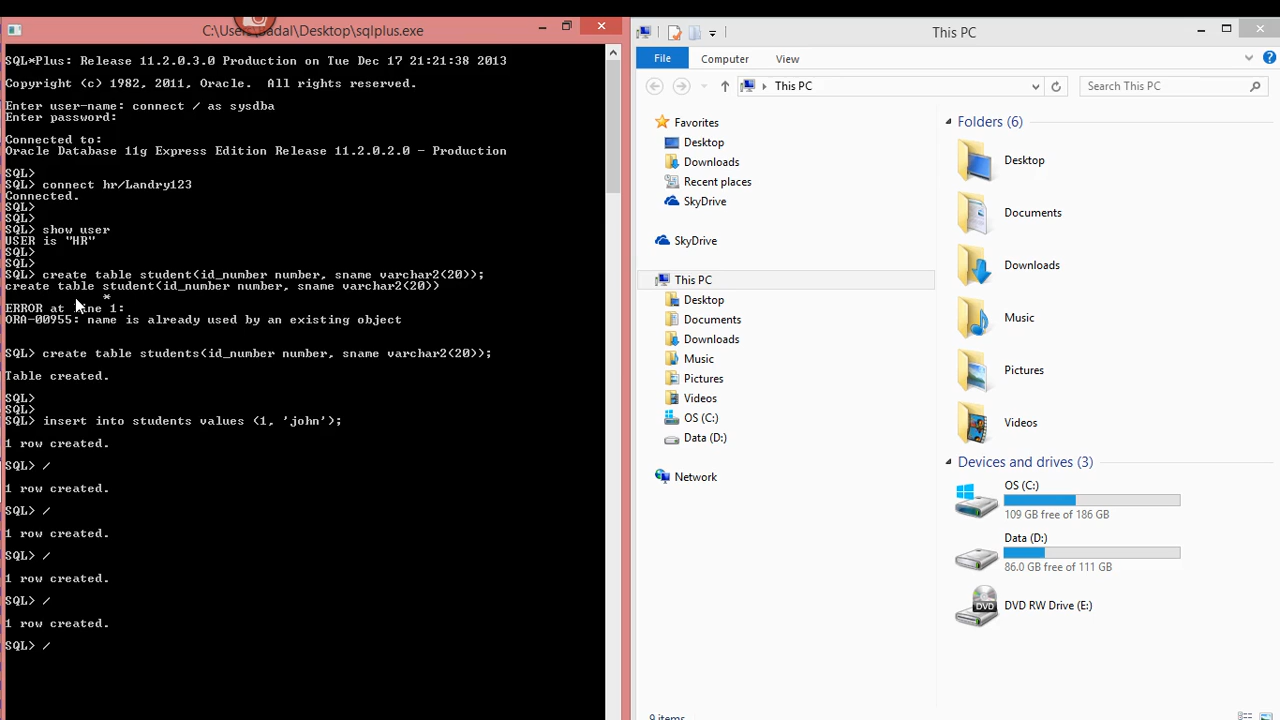 C:\Users\badal\Desktop\sqlplus.exe
SQL*Plus: Release 11.2.0.3.0 Production on Tue Dec 17 21:21:38 2013
Copyright (c) 1982, 2011, Oracle.  All rights reserved.
Enter user-name: connect / as sysdba
Enter password:
Connected to:
Oracle Database 11g Express Edition Release 11.2.0.2.0 - Production
SQL>
SQL> connect hr/Landry123
Connected.
SQL>
SQL>
SQL> show user
USER is "HR"
SQL>
SQL>
SQL> create table student(id_number number, sname varchar2(20));
create table student(id_number number, sname varchar2(20))
*
ERROR at line 1:
ORA-00955: name is already used by an existing object
SQL> create table students(id_number number, sname varchar2(20));
Table created.
SQL>
SQL>
SQL> insert into students values (1, 'john');
1 row created.
SQL> /
1 row created.
SQL> /
1 row created.
SQL> /
1 row created.
SQL> /
1 row created.
SQL> /
This PC
File Computer View
This PC
Search This PC
Favorites
Desktop
Downloads
Recent places
SkyDrive
SkyDrive
This PC
Desktop
Documents
Downloads
Music
Pictures
Videos
OS (C:)
Data (D:)
Network
Folders (6)
Desktop
Documents
Downloads
Music
Pictures
Videos
Devices and drives (3)
OS (C:)
109 GB free of 186 GB
Data (D:)
86.0 GB free of 111 GB
DVD
DVD RW Drive (E:)
9 items